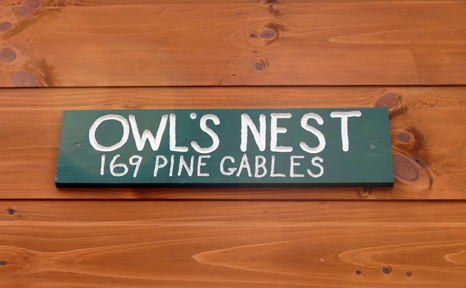 OWL'S NEST
169 PINE GABLES